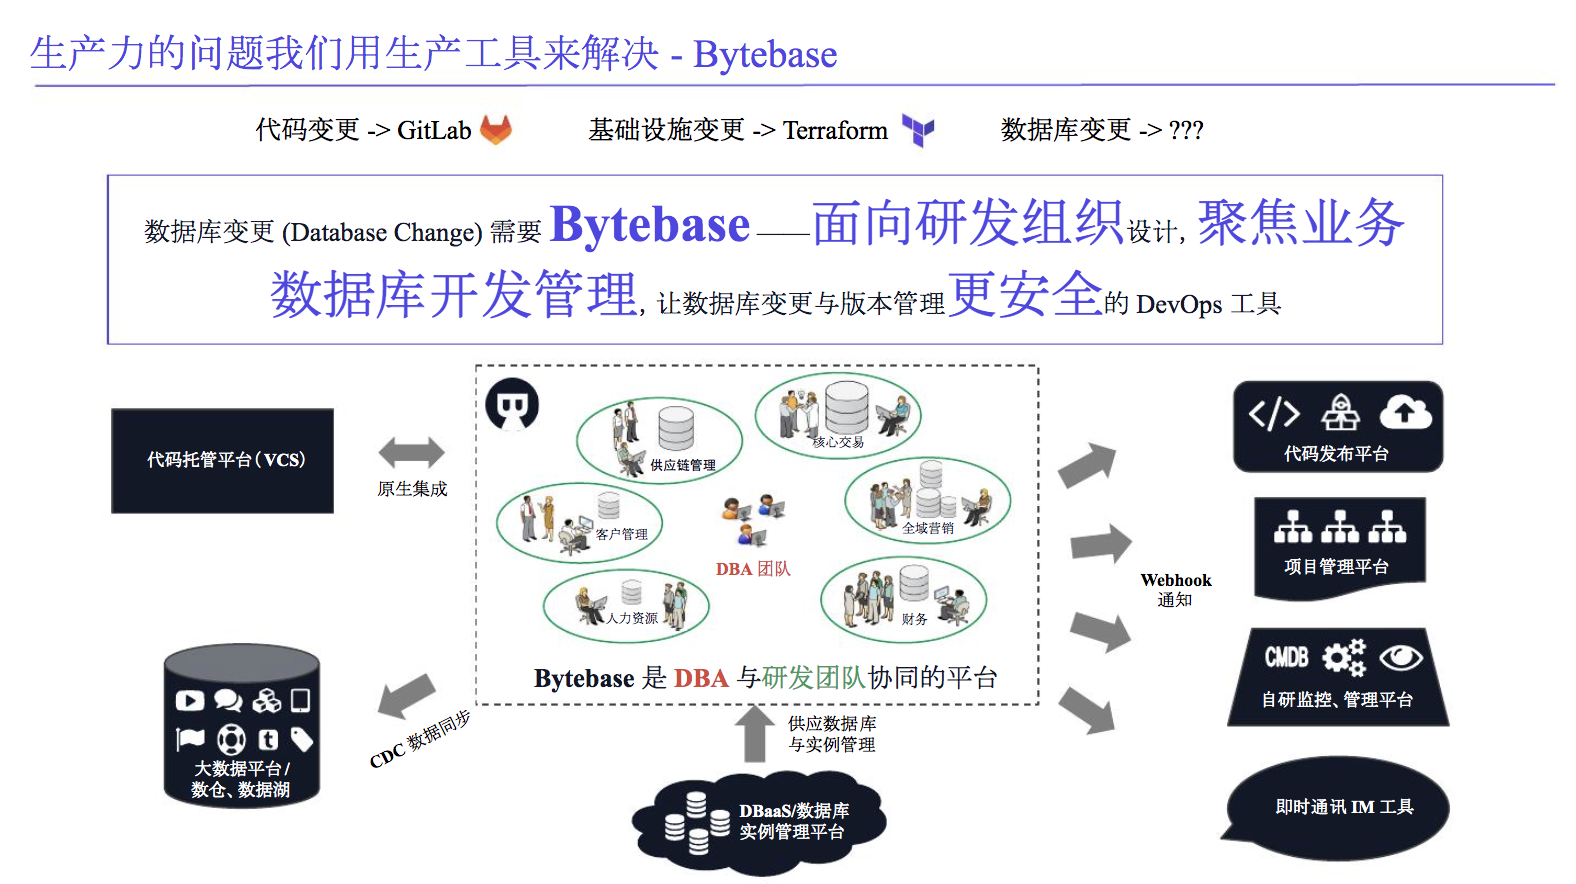 生产力的问题我们用生产工具来解决 - Bytebase
代码变更 -> GitLab
基础设施变更 -> Terraform
数据库变更 -> ???
数据库变更 (Database Change) 需要 Bytebase ——面向研发组织设计, 聚焦业务
数据库开发管理, 让数据库变更与版本管理更安全的 DevOps 工具
代码托管平台（VCS）
原生集成
供应链管理
核心交易
客户管理
全域营销
DBA 团队
人力资源
财务
Bytebase 是 DBA 与研发团队协同的平台
代码发布平台
项目管理平台
Webhook
通知
CMDB
自研监控、管理平台
即时通讯 IM 工具
CDC 数据同步
大数据平台/
数仓、数据湖
供应数据库
与实例管理
DBaaS/数据库
实例管理平台